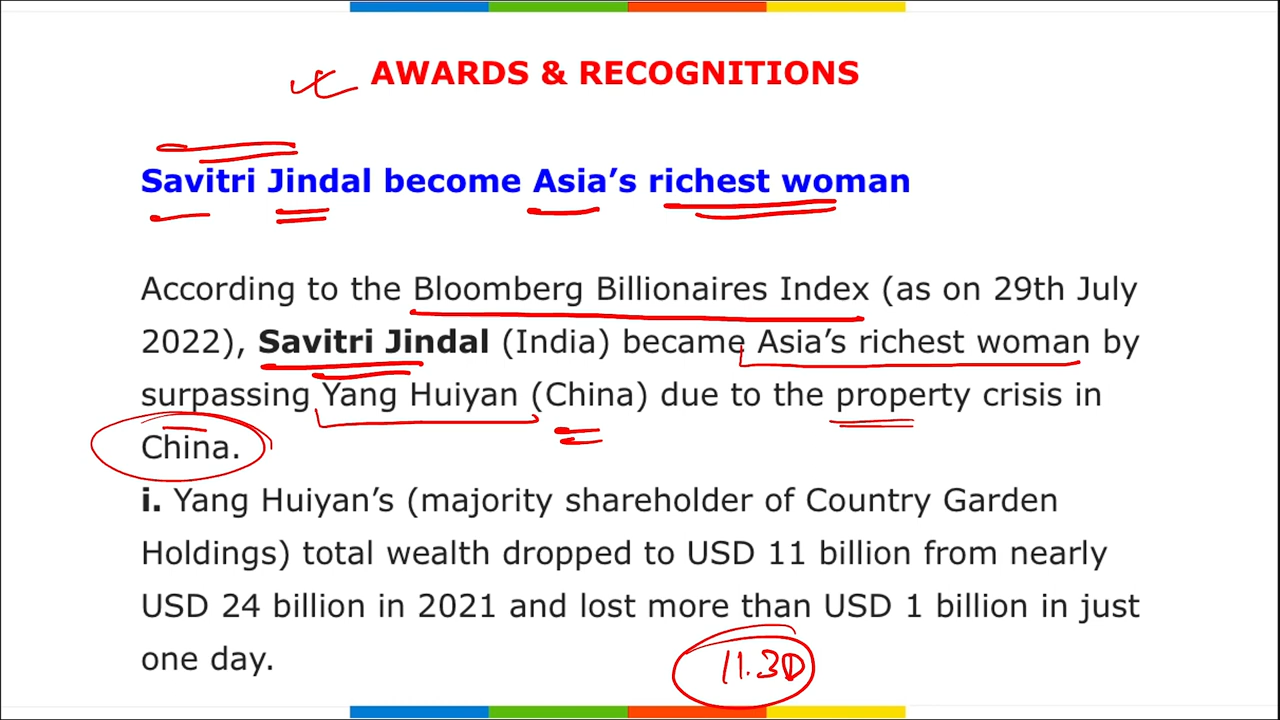 AWARDS & RECOGNITIONS
Savitri Jindal become Asia’s richest woman
According to the Bloomberg Billionaires Index (as on 29th July
2022), Savitri Jindal (India) became Asia’s richest woman by
surpassing Yang Huiyan (China) due to the property crisis in
China.
i. Yang Huiyan’s (majority shareholder of Country Garden
Holdings) total wealth dropped to USD 11 billion from nearly
USD 24 billion in 2021 and lost more than USD 1 billion in just
one day.